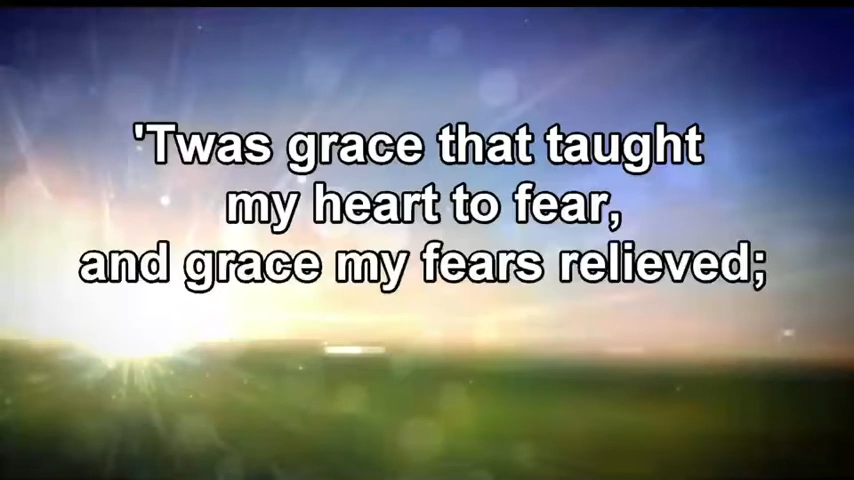 'Twas grace that taught
my heart to fear,
and grace my fears relieved;